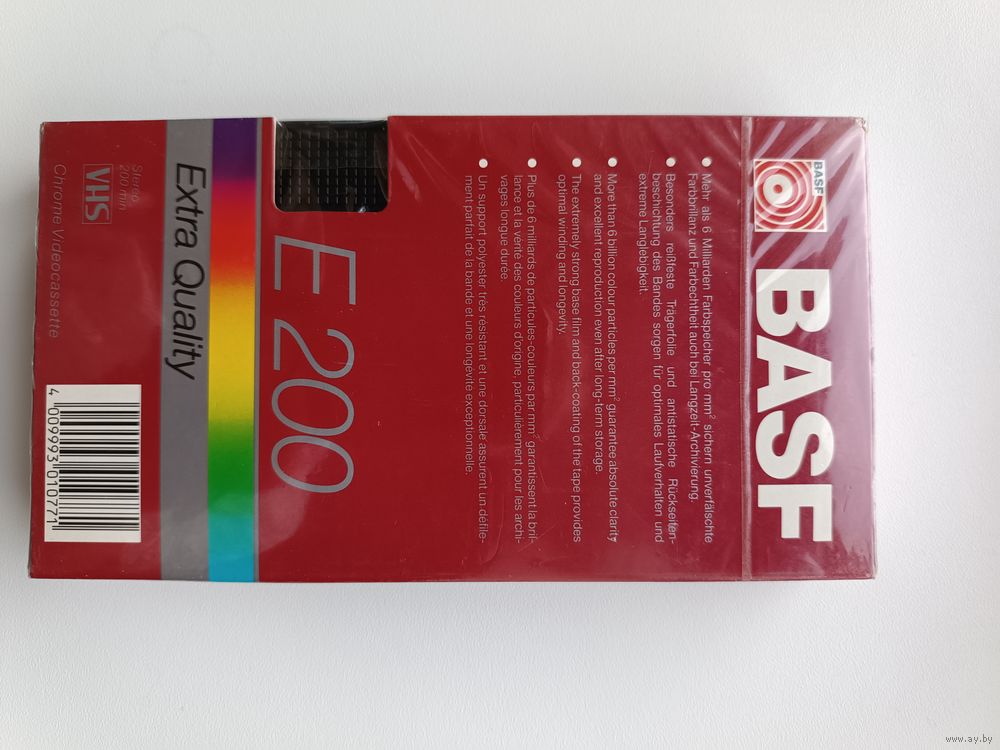 BASF
BASF
Mehr als 6 Milliarden Farbspeicher pro mm² sichern unverfälschte
Farbbrillanz und Farbechtheit auch bei Langzeit-Archivierung.
Besonders reißfeste Trägerfolie und antistatische Rückseiten-
beschichtung des Bandes sorgen für optimales Laufverhalten und
extreme Langlebigkeit.
More than 6 billion colour particles per mm² guarantee absolute clarity
and excellent reproduction even after long-term storage.
The extremely strong base film and back-coating of the tape provides
optimal winding and longevity.
Plus de 6 milliards de particules-couleurs par mm² garantissent la bril-
lance et la verité des couleurs d'origine, particulièrement pour les archi-
vages longue durée.
Un support polyester très résistant et une dorsale assurent un défile-
ment parfait de la bande et une longévité exceptionnelle.
E 200
Extra Quality
Stereo
200 min
VHS
Chrome Videocassette
4 009993 010771
www.ay.by